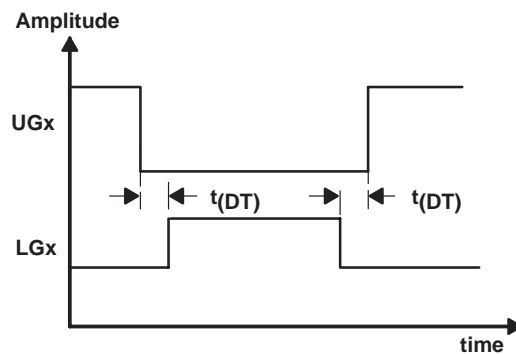 Amplitude
UGx
t(DT)
t(DT)
LGx
time